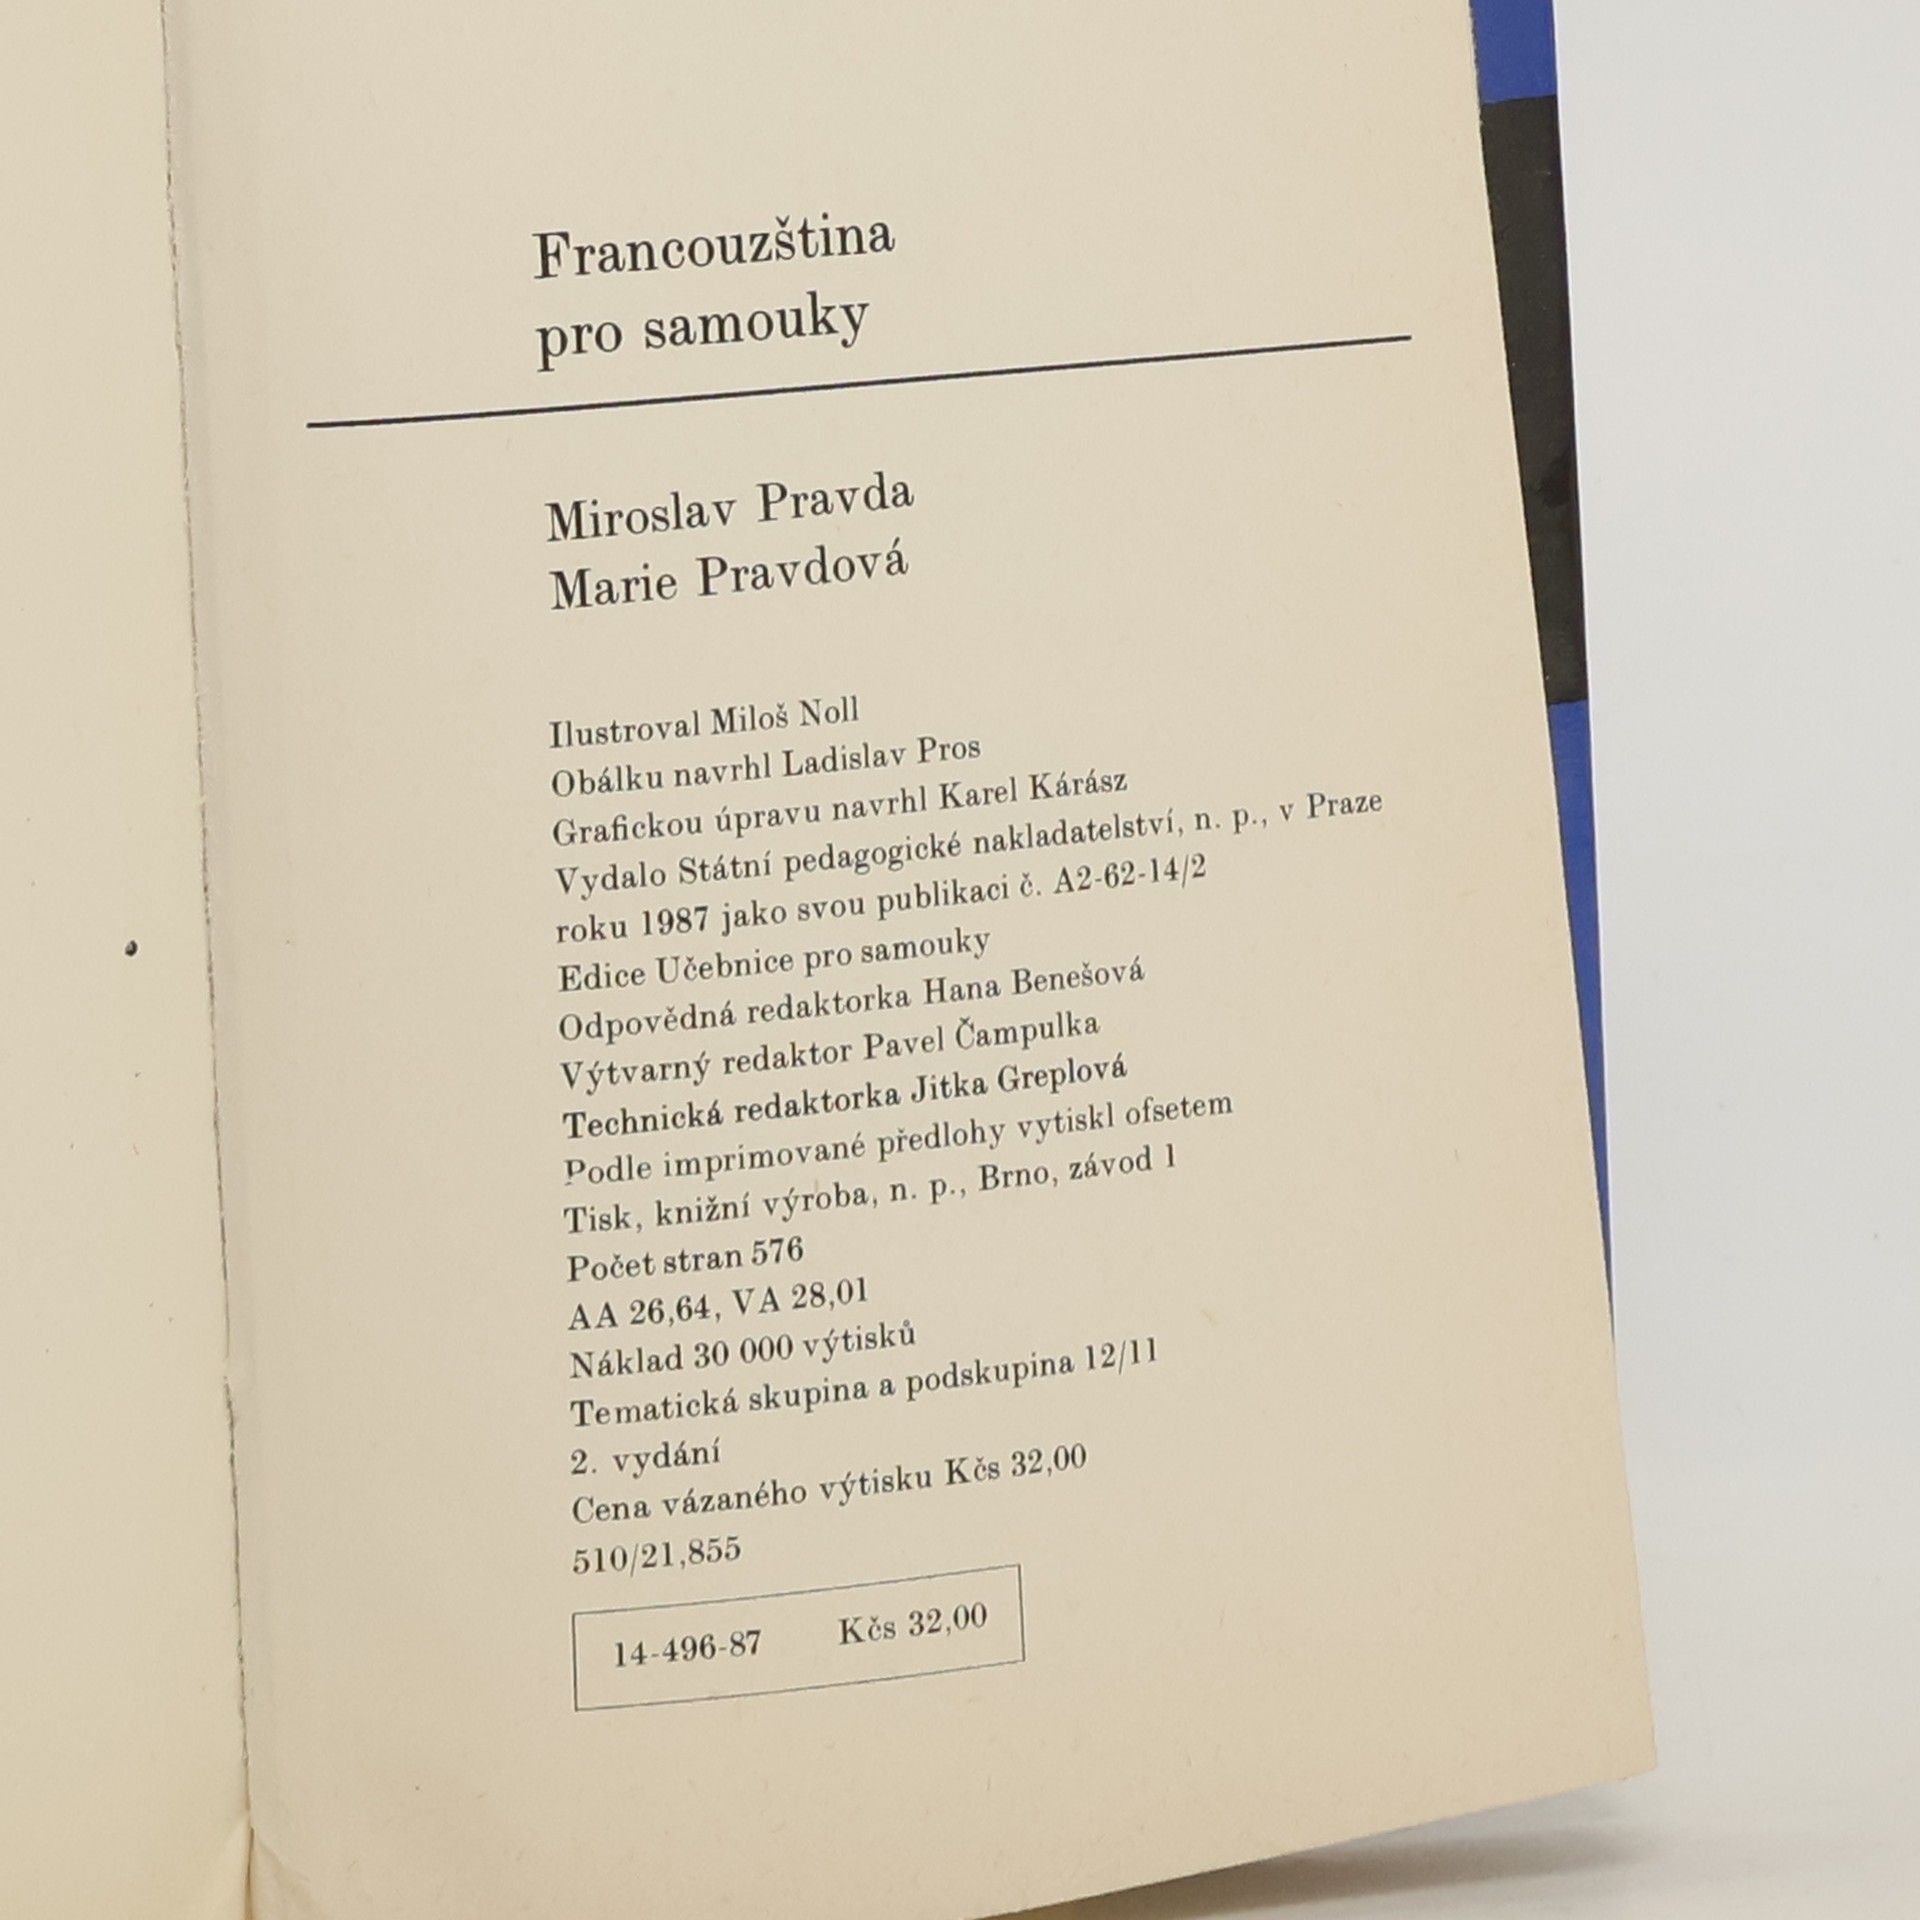 Francouzština
pro samouky
Miroslav Pravda
Marie Pravdová
Ilustroval Miloš Noll
Obálku navrhl Ladislav Pros
Grafickou úpravu navrhl Karel Kárász
Vydalo Státní pedagogické nakladatelství, n. p., v Praze
roku 1987 jako svou publikaci č. A2-62-14/2
Edice Učebnice pro samouky
Odpovědná redaktorka Hana Benešová
Výtvarný redaktor Pavel Čampulka
Technická redaktorka Jitka Greplová
Podle imprimované předlohy vytiskl ofsetem
Tisk, knižní výroba, n. p., Brno, závod 1
Počet stran 576
AA 26,64, VA 28,01
Náklad 30 000 výtisků
Tematická skupina a podskupina 12/11
2. vydání
Cena vázaného výtisku Kčs 32,00
510/21,855
14-496-87 Kčs 32,00